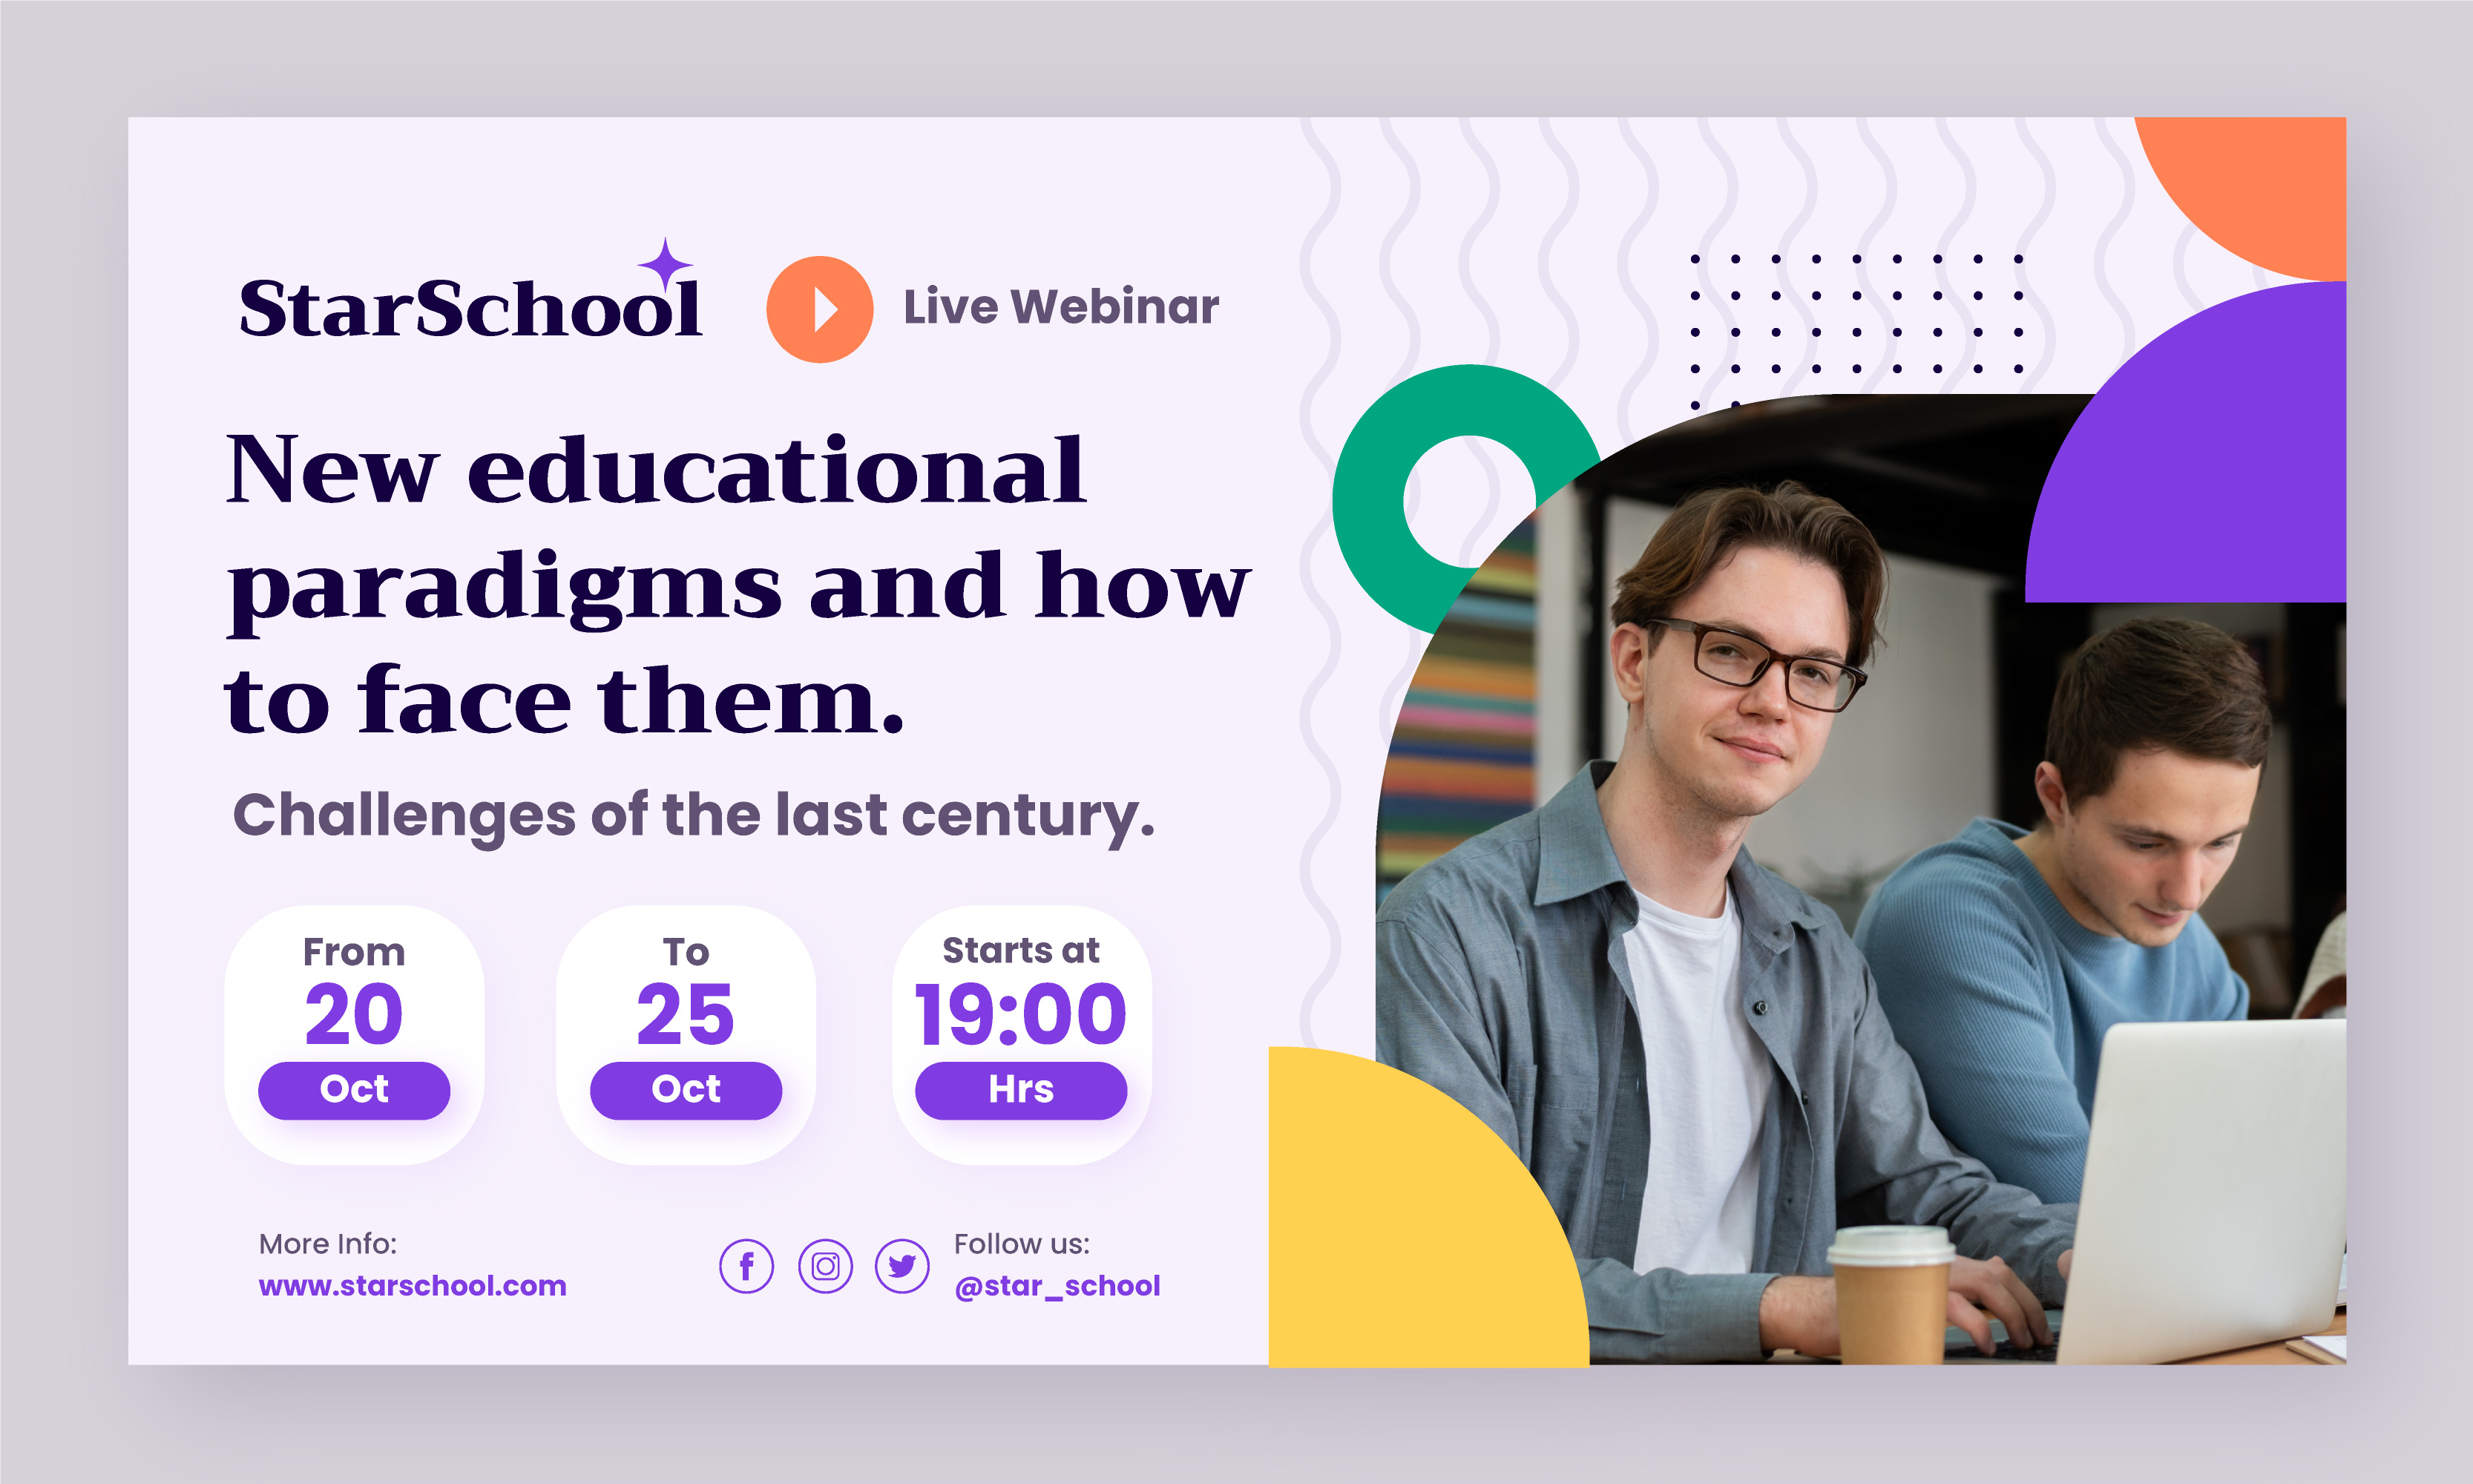 StarSchool
Live Webinar
New educational
paradigms and how
to face them.
Challenges of the last century.
From
20
Oct
To
25
Oct
Starts at
19:00
Hrs
More Info:
www.starschool.com
Follow us:
@star_school